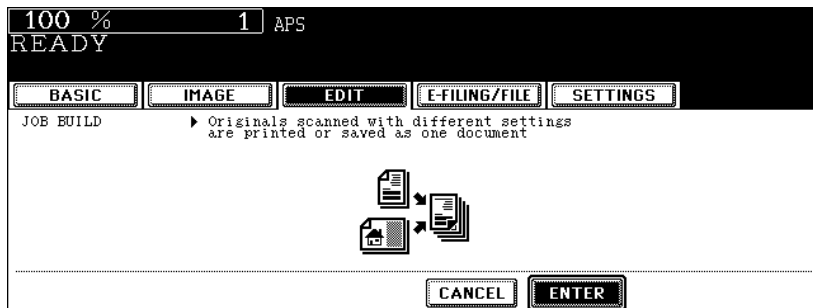 100 % 1 APS
READY
BASIC IMAGE EDIT E-FILING/FILE SETTINGS
JOB BUILD Originals scanned with different settings
are printed or saved as one document
CANCEL ENTER